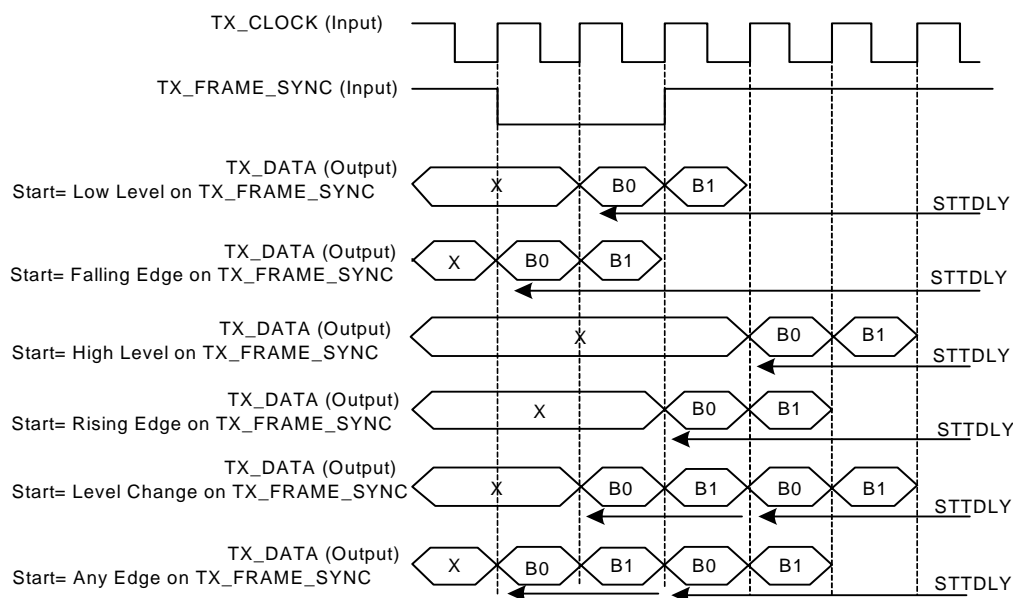 TX_CLOCK (Input)
TX_FRAME_SYNC (Input)
TX_DATA (Output)
Start= Low Level on TX_FRAME_SYNC
X B0 B1
STTDLY
TX_DATA (Output)
Start= Falling Edge on TX_FRAME_SYNC
X B0 B1
STTDLY
TX_DATA (Output)
Start= High Level on TX_FRAME_SYNC
X B0 B1
STTDLY
TX_DATA (Output)
Start= Rising Edge on TX_FRAME_SYNC
X B0 B1
STTDLY
TX_DATA (Output)
Start= Level Change on TX_FRAME_SYNC
X B0 B1 B0 B1
STTDLY
TX_DATA (Output)
Start= Any Edge on TX_FRAME_SYNC
X B0 B1 B0 B1
STTDLY